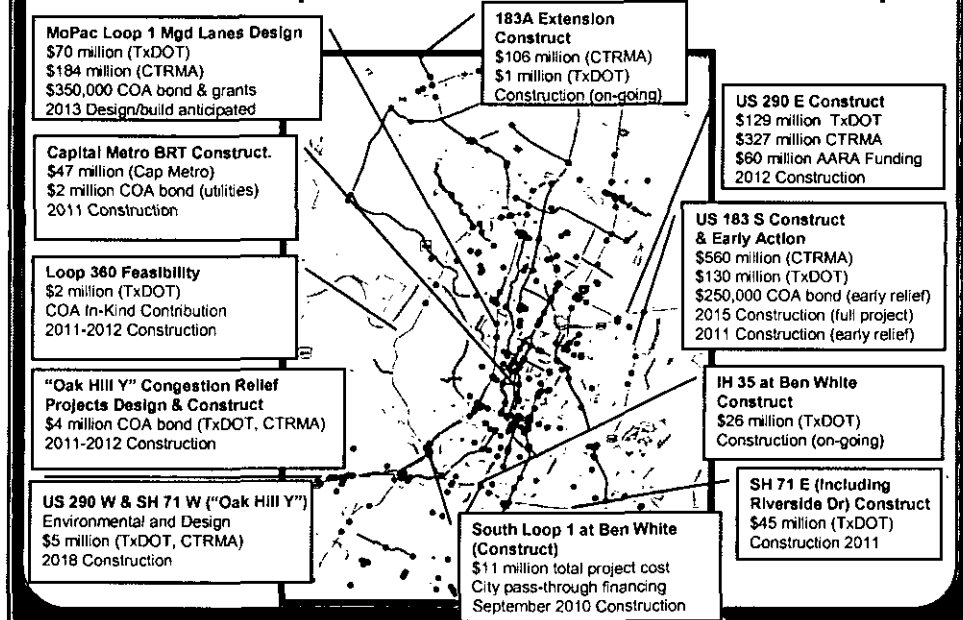 MoPac Loop 1 Mgd Lanes Design
$70 million (TxDOT)
$184 million (CTRMA)
$350,000 COA bond & grants
2013 Design/build anticipated
183A Extension
Construct
$106 million (CTRMA)
$1 million (TxDOT)
Construction (on-going)
US 290 E Construct
$129 million TxDOT
$327 million CTRMA
$60 million AARA Funding
2012 Construction
Capital Metro BRT Construct.
$47 million (Cap Metro)
$2 million COA bond (utilities)
2011 Construction
US 183 S Construct
& Early Action
$560 million (CTRMA)
$130 million (TxDOT)
$250,000 COA bond (early relief)
2015 Construction (full project)
2011 Construction (early relief)
Loop 360 Feasibility
$2 million (TxDOT)
COA In-Kind Contribution
2011-2012 Construction
"Oak Hill Y" Congestion Relief
Projects Design & Construct
$4 million COA bond (TxDOT, CTRMA)
2011-2012 Construction
IH 35 at Ben White
Construct
$26 million (TxDOT)
Construction (on-going)
US 290 W & SH 71 W ("Oak Hill Y")
Environmental and Design
$5 million (TxDOT, CTRMA)
2018 Construction
South Loop 1 at Ben White
(Construct)
$11 million total project cost
City pass-through financing
September 2010 Construction
SH 71 E (Including
Riverside Dr) Construct
$45 million (TxDOT)
Construction 2011